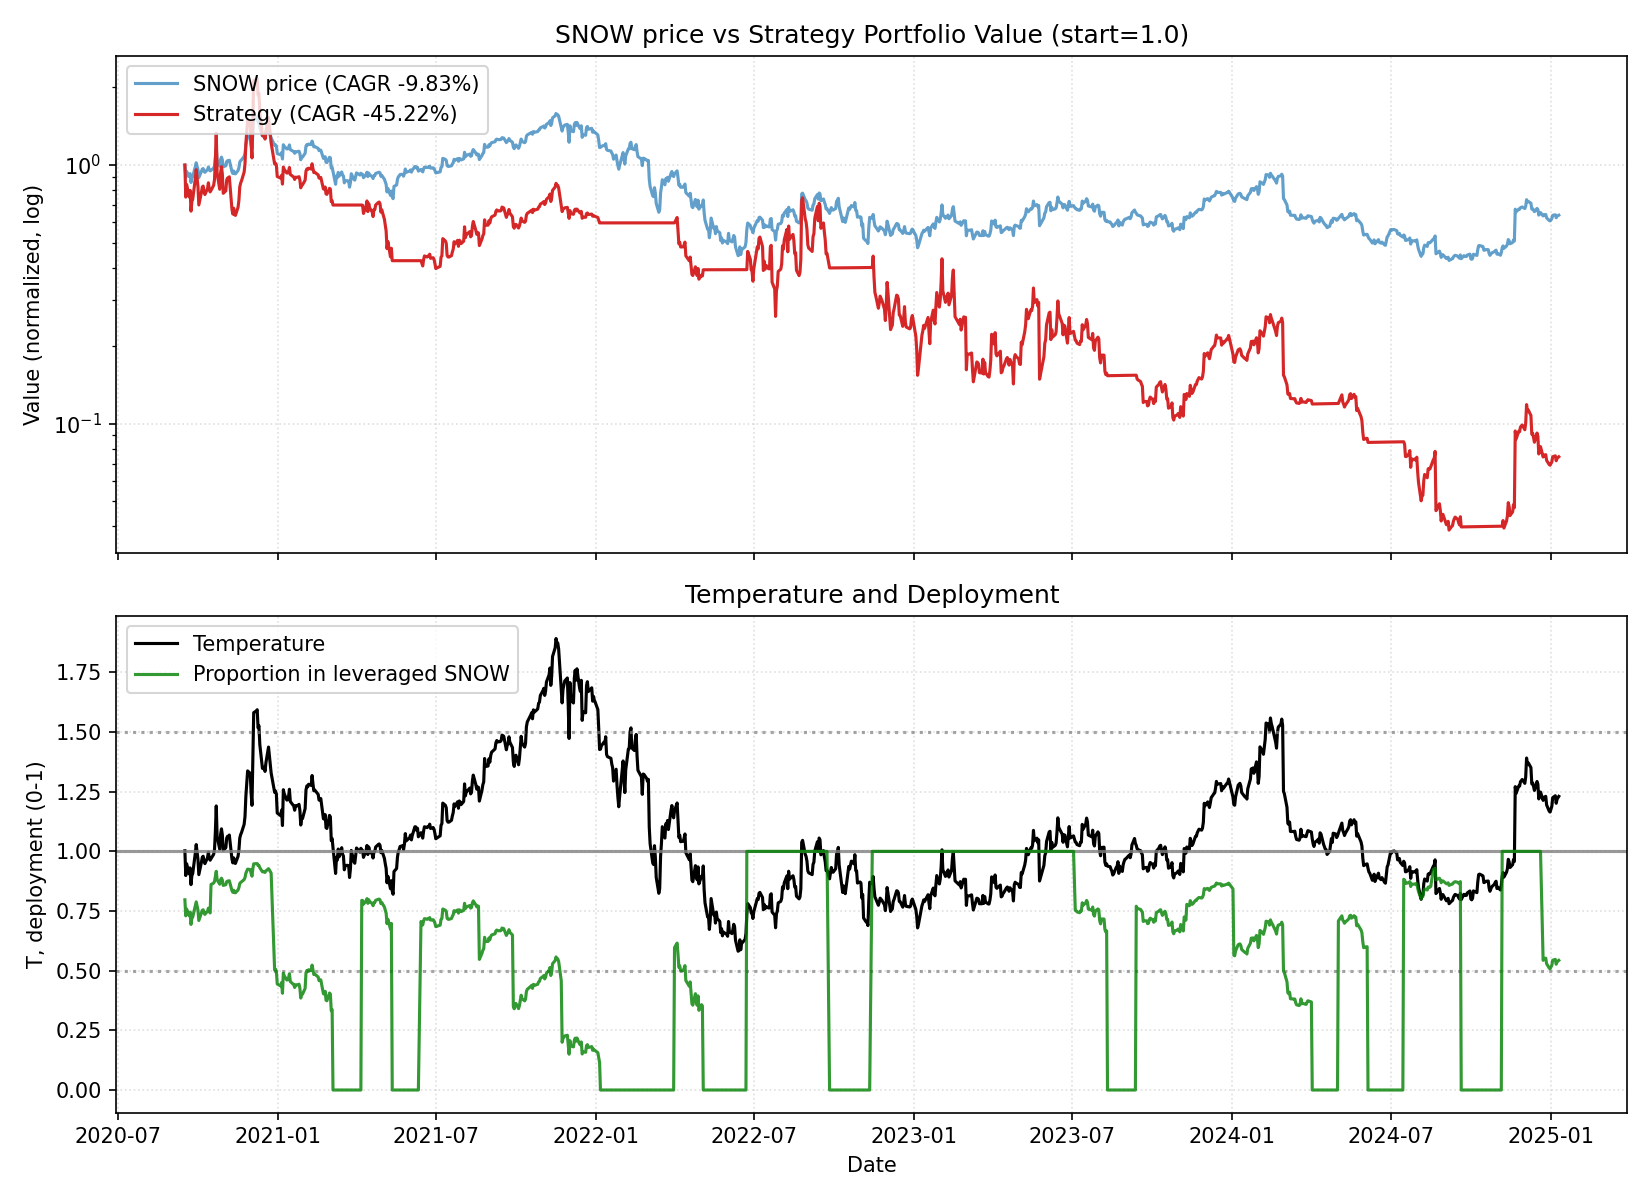 SNOW price vs Strategy Portfolio Value (start=1.0)
SNOW price (CAGR -9.83%)
Strategy (CAGR -45.22%)
Value (normalized, log)
10⁰
10⁻¹
Temperature and Deployment
Temperature
Proportion in leveraged SNOW
T, deployment (0-1)
1.75
1.50
1.25
1.00
0.75
0.50
0.25
0.00
2020-07 2021-01 2021-07 2022-01 2022-07 2023-01 2023-07 2024-01 2024-07 2025-01
Date